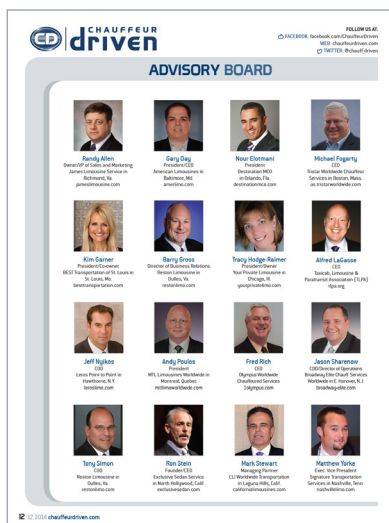 CHAUFFEUR
CD driven
FOLLOW US AT:
FACEBOOK: facebook.com/ChauffeurDriven
WEB: chauffeurdriven.com
TWITTER: @chauff_driven
ADVISORY BOARD
Randy Allen
Owner/VP of Sales and Marketing
James Limousine Service in
Richmond, Va.
jameslimousine.com
Gary Day
President/CEO
American Limousines in
Baltimore, Md.
amerlimo.com
Nour Elotmani
President
Destination MCO
in Orlando, Fla.
destinationmco.com
Michael Fogarty
CEO
Tristar Worldwide Chauffeur
Services in Boston, Mass.
us.tristarworldwide.com
Kim Garner
President/Co-owner
BEST Transportation of St. Louis in
St. Louis, Mo.
besttransportation.com
Barry Gross
Director of Business Relations
Reston Limousine in
Dulles, Va.
restonlimo.com
Tracy Hodge-Raimer
President/Owner
Your Private Limousine in
Chicago, Ill.
yourprivatelimo.com
Alfred LaGasse
CEO
Taxicab, Limousine &
Paratransit Association [TLPA]
tlpa.org
Jeff Nyikos
COO
Leros Point to Point in
Hawthorne, N.Y.
leroslimo.com
Andy Poulos
President
MTL Limousines Worldwide in
Montreal, Quebec
mtllimoworldwide.com
Fred Rich
CEO
Olympus Worldwide
Chauffeured Services
1olympus.com
Jason Sharenow
COO/Director of Operations
Broadway Elite Chauff. Services
Worldwide in E. Hanover, N.J.
broadway-elite.com
Tony Simon
COO
Reston Limousine in
Dulles, Va.
restonlimo.com
Ron Stein
Founder/CEO
Exclusive Sedan Service
in North Hollywood, Calif.
exclusivesedan.com
Mark Stewart
Managing Partner
CLI Worldwide Transportation
in Laguna Hills, Calif.
californialimousines.com
Matthew Yorke
Exec. Vice President
Signature Transportation
Services in Nashville, Tenn.
nashvillelimo.com
12 12.2014 chauffeurdriven.com